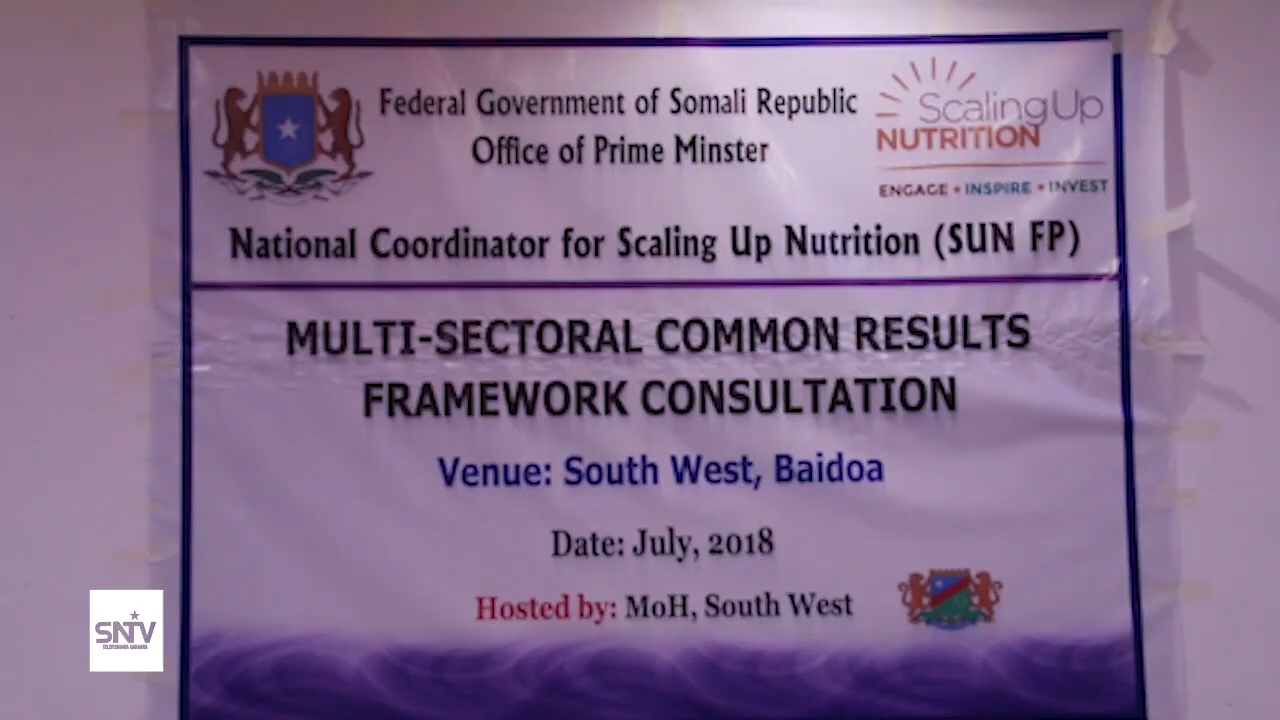 Federal Government of Somali Republic
Office of Prime Minster
Scaling Up
NUTRITION
ENGAGE • INSPIRE • INVEST
National Coordinator for Scaling Up Nutrition (SUN FP)
MULTI-SECTORAL COMMON RESULTS
FRAMEWORK CONSULTATION
Venue: South West, Baidoa
Date: July, 2018
Hosted by: MoH, South West
SNTV